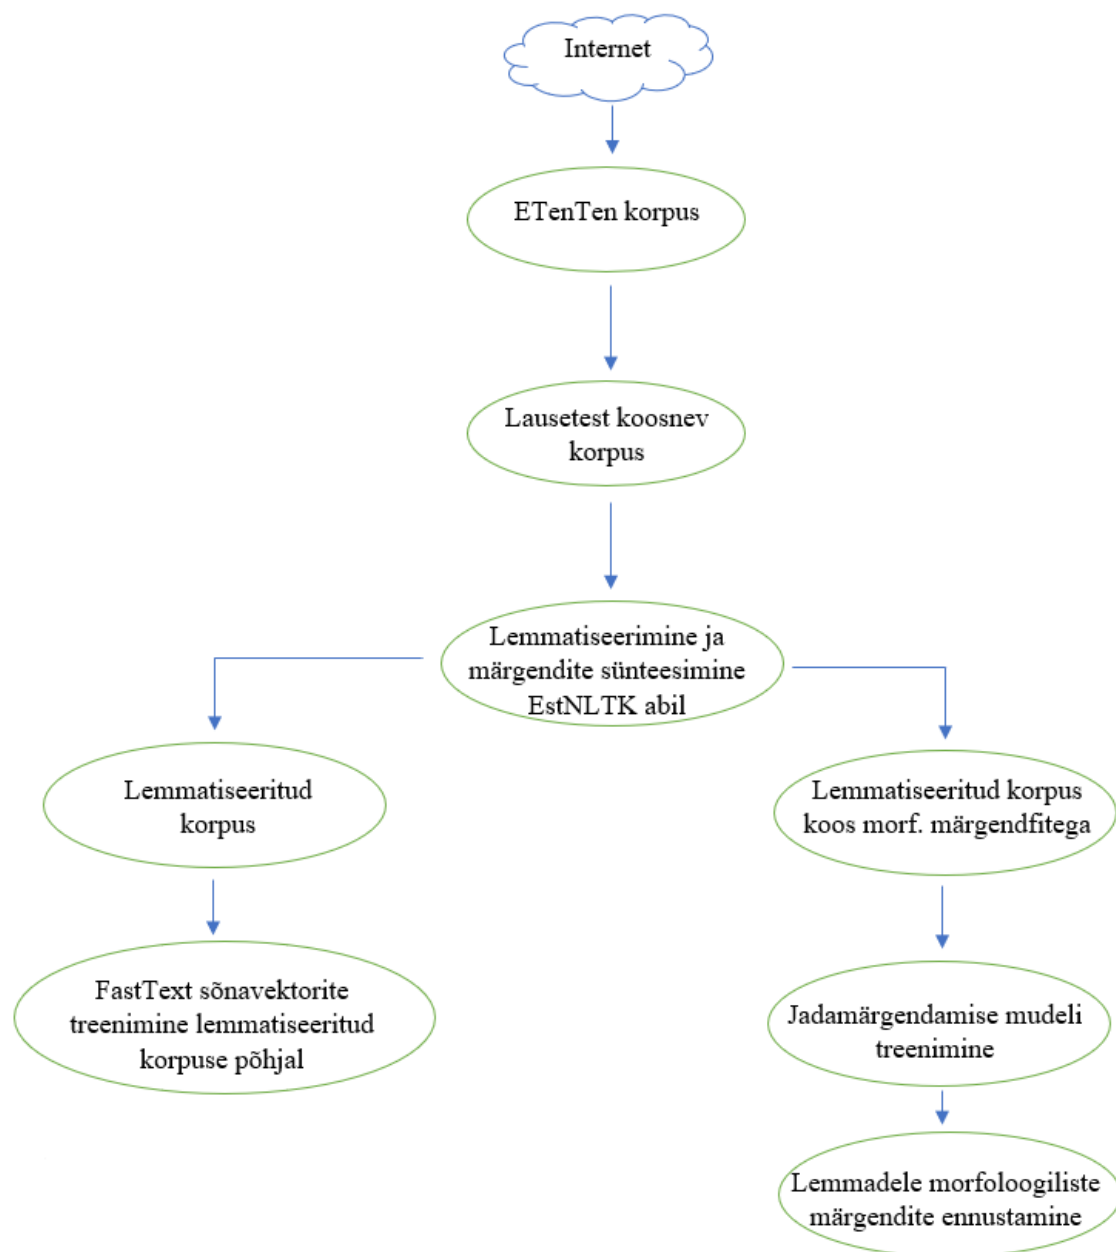 Internet
ETenTen korpus
Lausetest koosnev
korpus
Lemmatiseerimine ja
märgendite sünteesimine
EstNLTK abil
Lemmatiseeritud
korpus
Lemmatiseeritud korpus
koos morf. märgendfitega
FastText sõnavektorite
treenimine lemmatiseeritud
korpuse põhjal
Jadamärgendamise mudeli
treenimine
Lemmadele morfoloogiliste
märgendite ennustamine